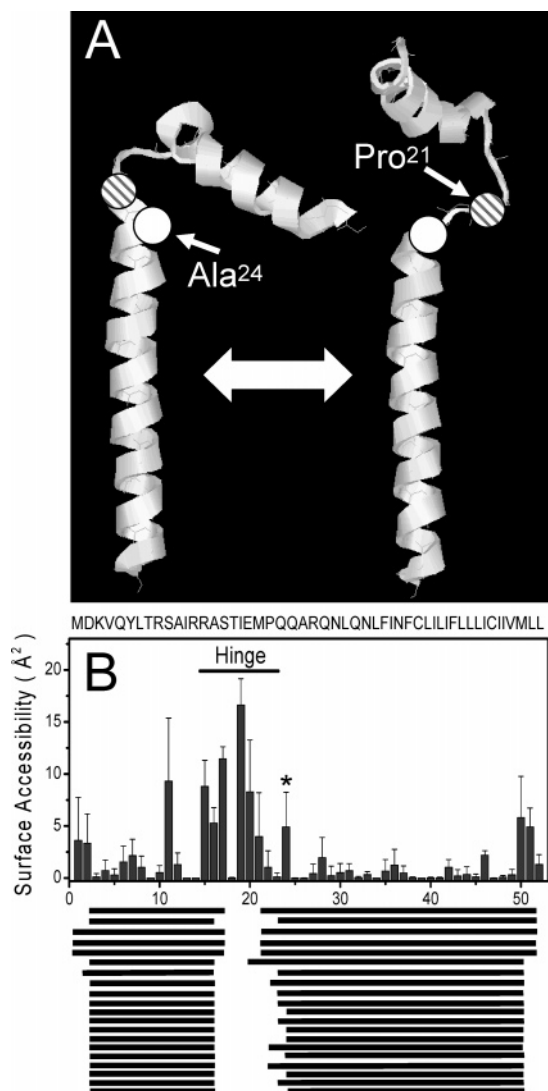 A
Pro21
Ala24
MDKVQYLTRSAIRRASTIEMPQQARQNLQNLFINFCLILIFLLLICIIVMLL
B
Hinge
*
Surface Accessibility ( Å2 )
20
15
10
5
0
0 10 20 30 40 50